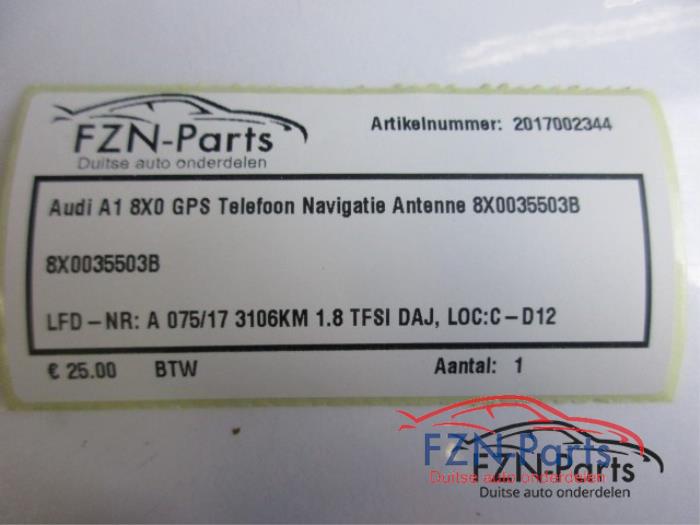 FZN-Parts
Duitse auto onderdelen
Artikelnummer: 2017002344
Audi A1 8X0 GPS Telefoon Navigatie Antenne 8X0035503B
8X0035503B
LFD-NR: A 075/17 3106KM 1.8 TFSI DAJ, LOC:C-D12
€ 25.00 BTW Aantal: 1
FZN-Parts
Duitse auto onderdelen
FZN-Parts
Duitse auto onderdelen